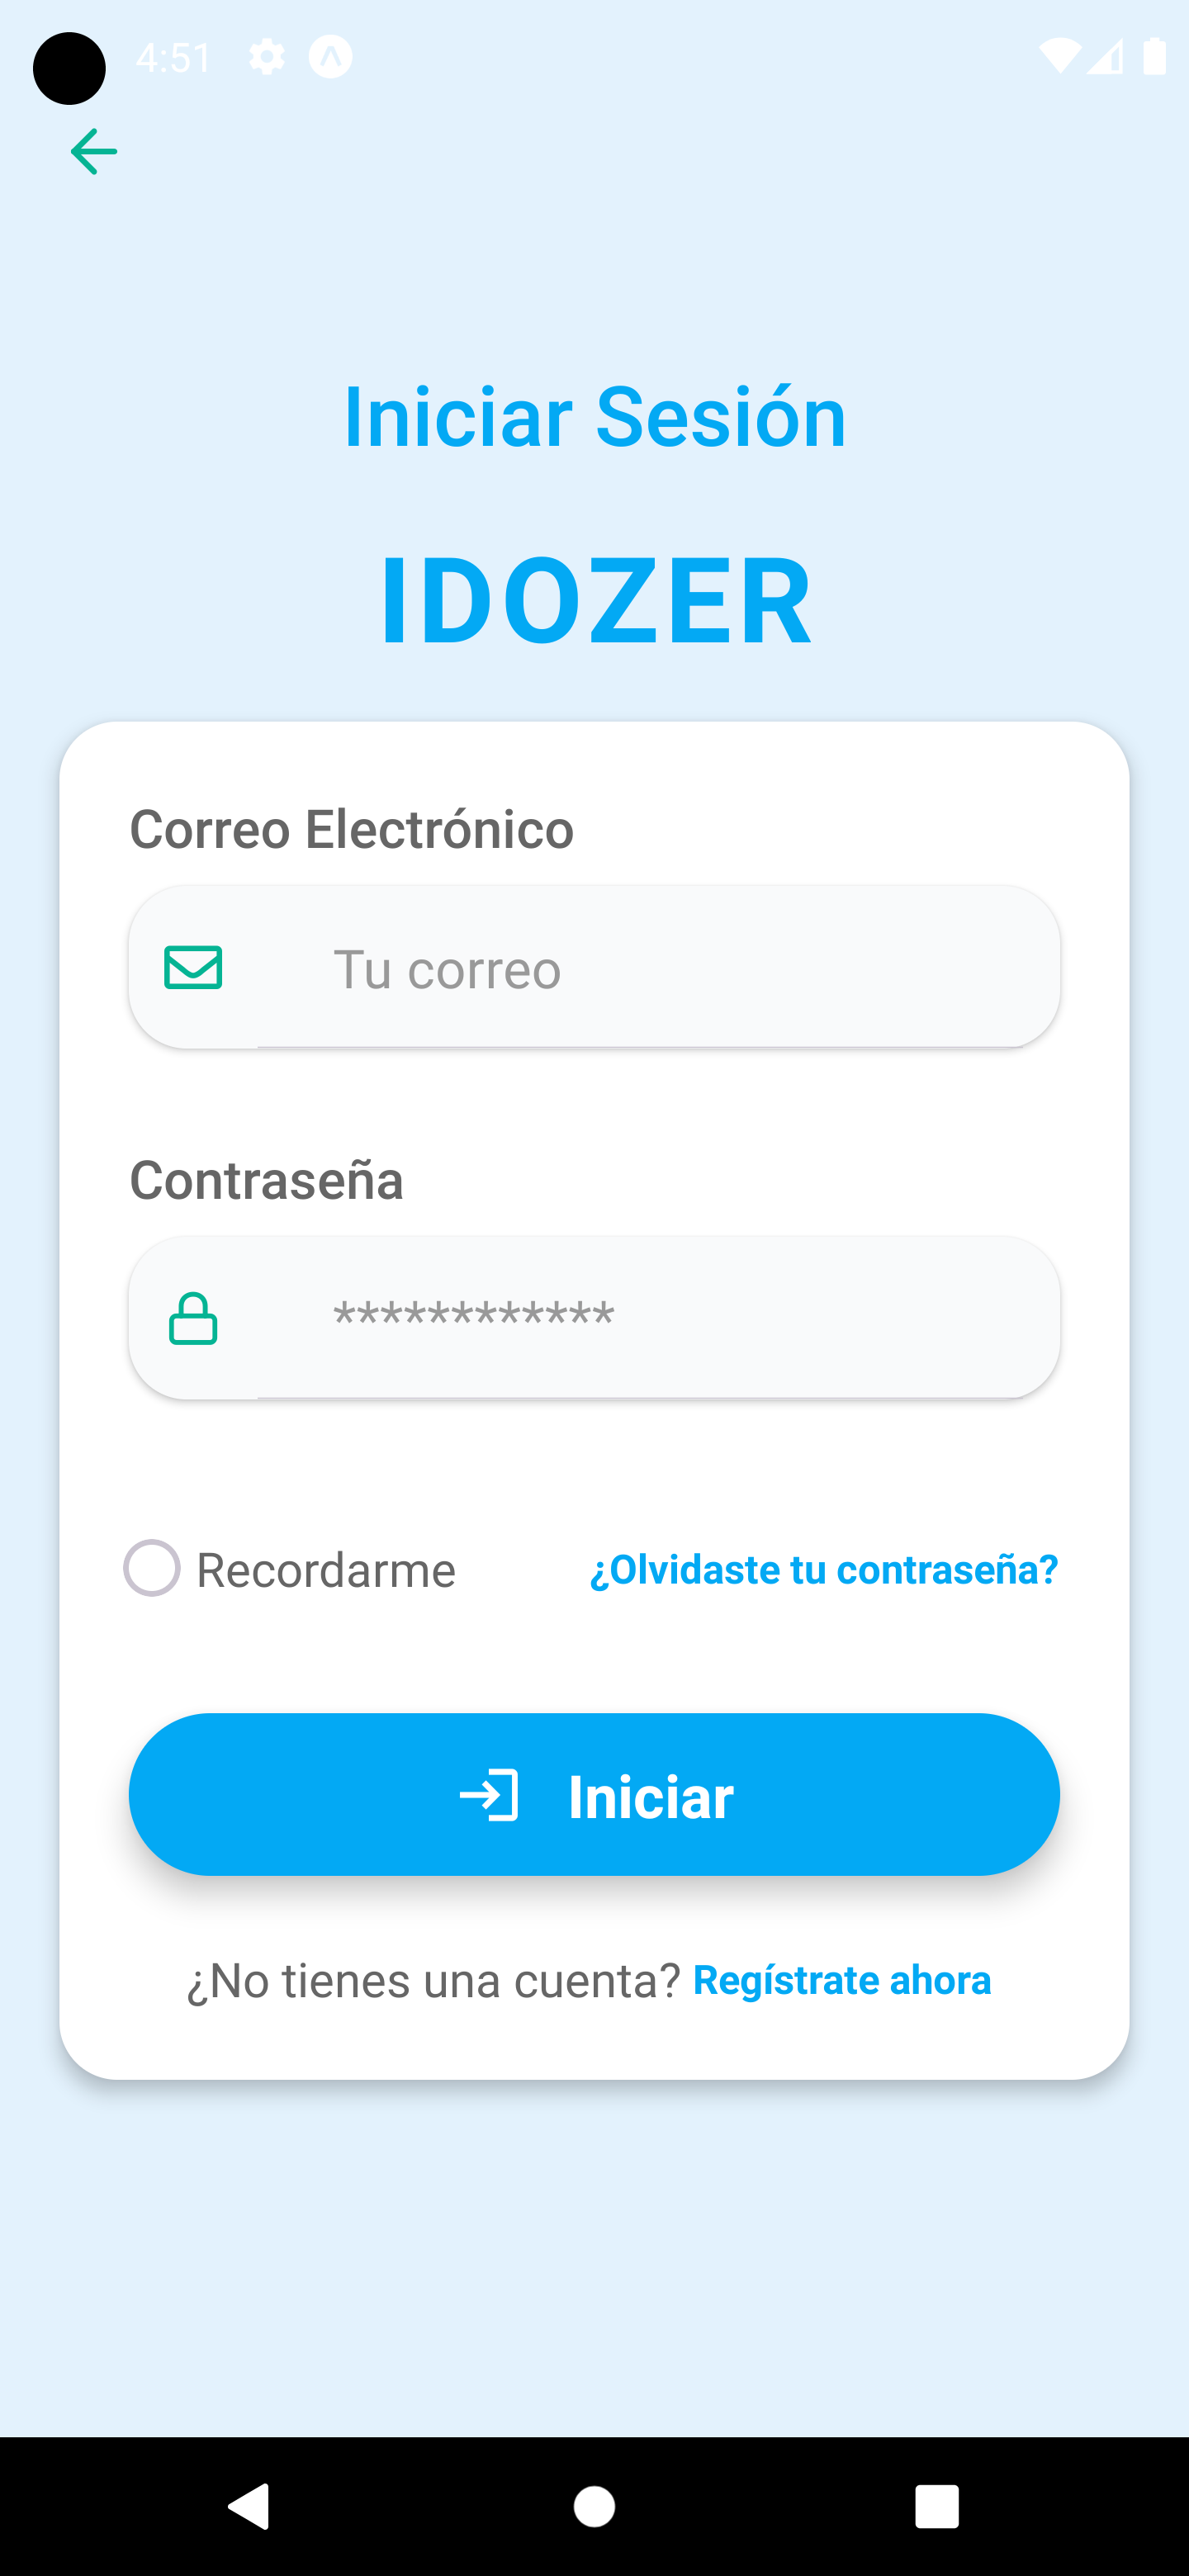 4:51
Iniciar Sesión
IDOZER
Correo Electrónico
Tu correo
Contraseña
************
Recordarme
¿Olvidaste tu contraseña?
Iniciar
¿No tienes una cuenta? Regístrate ahora